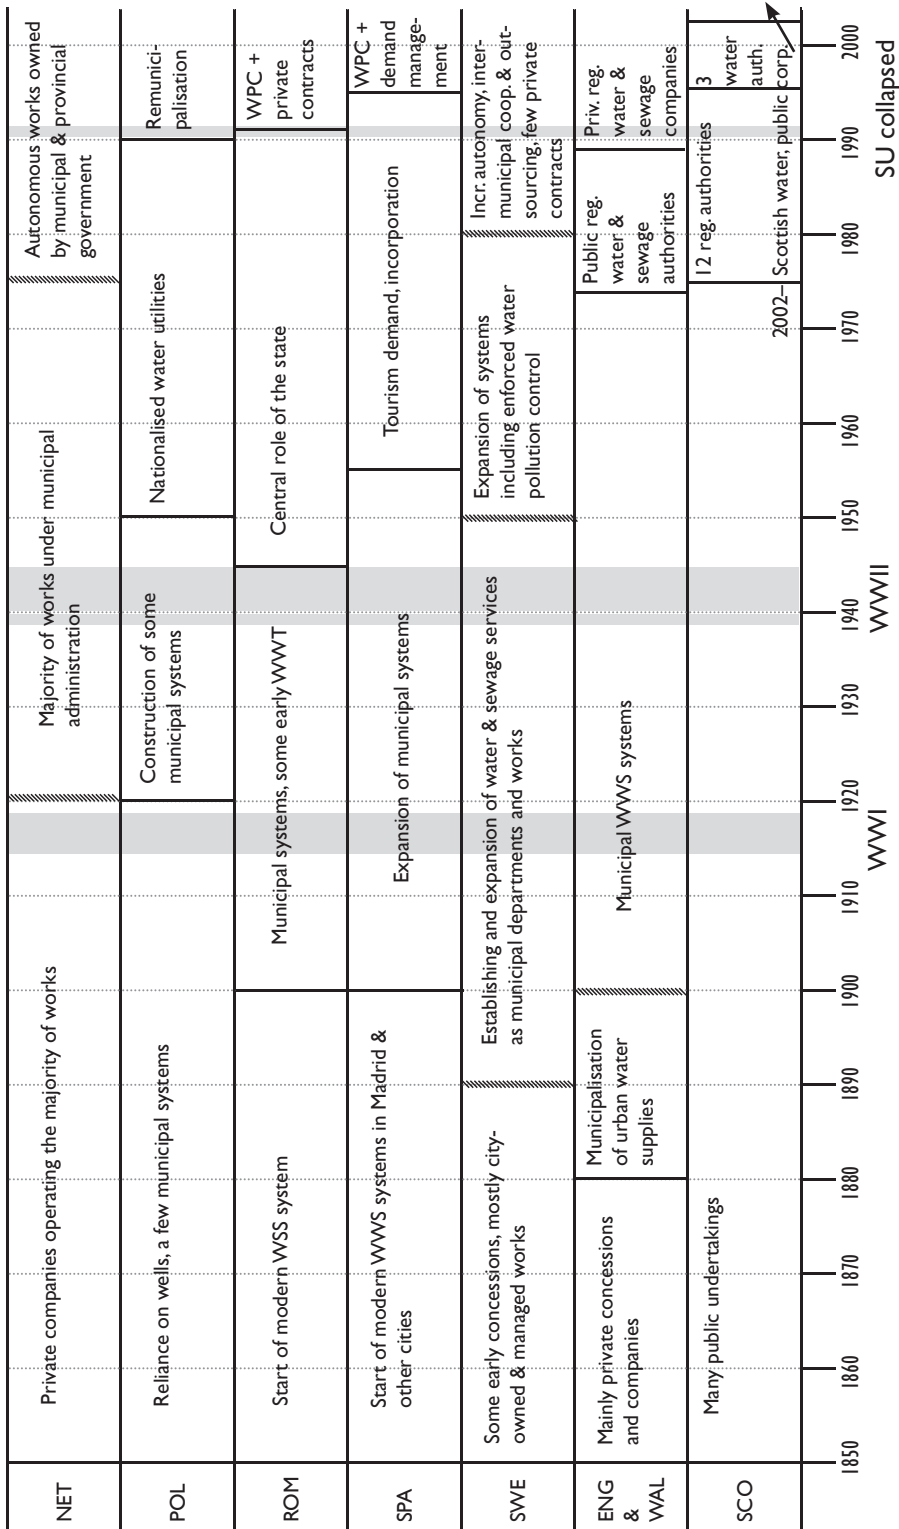 NET
Private companies operating the majority of works
Majority of works under municipal
administration
Autonomous works owned
by municipal & provincial
government
POL
Reliance on wells, a few municipal systems
Construction of some
municipal systems
Nationalised water utilities
Remunici-
palisation
ROM
Start of modern WSS system
Municipal systems, some early WWT
Central role of the state
WPC +
private
contracts
SPA
Start of modern WWS systems in Madrid &
other cities
Expansion of municipal systems
Tourism demand, incorporation
WPC +
demand
manage-
ment
SWE
Some early concessions, mostly city-
owned & managed works
Establishing and expansion of water & sewage services
as municipal departments and works
Expansion of systems
including enforced water
pollution control
Incr. autonomy, inter-
municipal coop. & out-
sourcing, few private
contracts
ENG
&
WAL
Mainly private concessions
and companies
Municipalisation
of urban water
supplies
Municipal WWS systems
Public reg.
water &
sewage
authorities
Priv. reg.
water &
sewage
companies
SCO
Many public undertakings
12 reg. authorities
3
water
auth.
2002– Scottish water, public corp.
1850 1860 1870 1880 1890 1900 1910 1920 1930 1940 1950 1960 1970 1980 1990 2000
WWI WWII SU collapsed